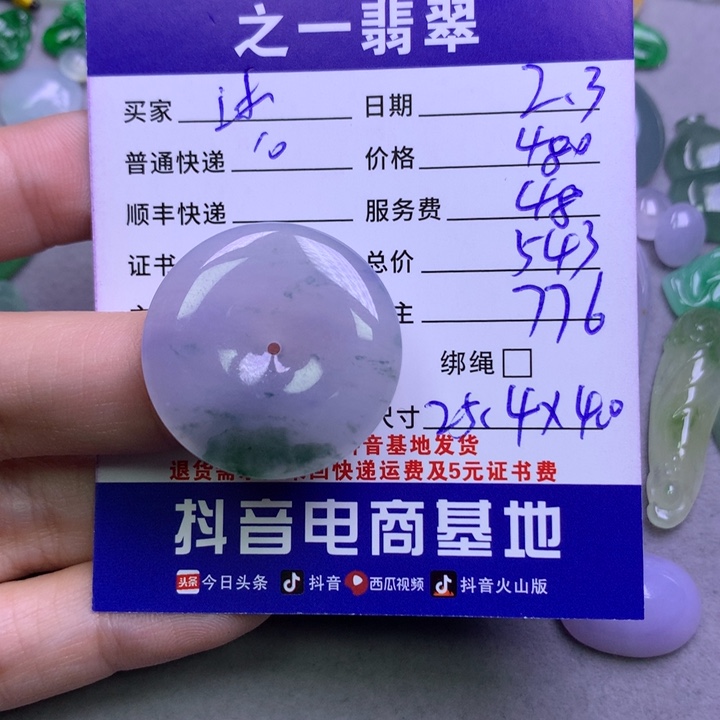 之一翡翠
买家 日期 2.3
普通快递 10 价格 480
顺丰快递 服务费 48
证书 总价 543
主 776
绑绳
尺寸 25.4X4.0
音基地发货
退货需 回快递运费及5元证书费
抖音电商基地
头条 今日头条 抖音 西瓜视频 抖音火山版